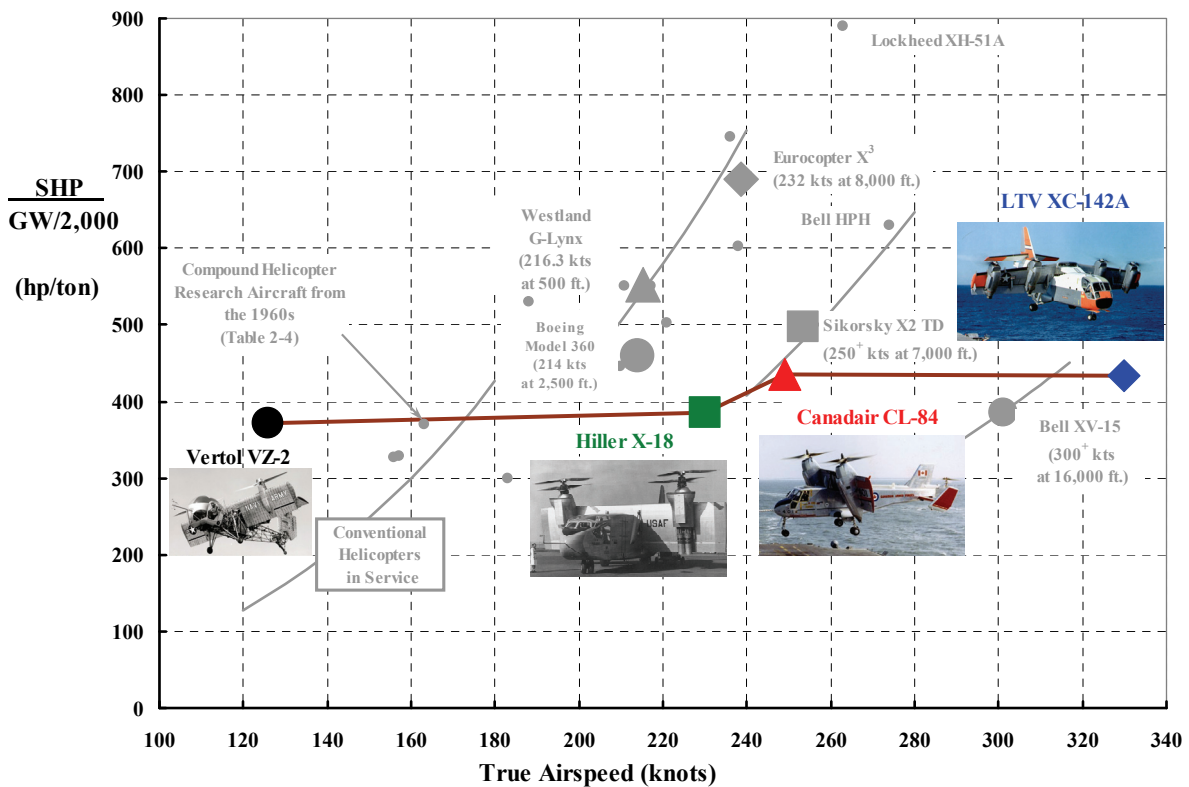 900
800
700
600
500
400
300
200
100
0
SHP
GW/2,000
(hp/ton)
Lockheed XH-51A
Eurocopter X3
(232 kts at 8,000 ft.)
LTV XC-142A
Bell HPH
Westland
G-Lynx
(216.3 kts
at 500 ft.)
Compound Helicopter
Research Aircraft from
the 1960s
(Table 2-4)
Boeing
Model 360
(214 kts
at 2,500 ft.)
Sikorsky X2 TD
(250+ kts at 7,000 ft.)
Canadair CL-84
Bell XV-15
(300+ kts
at 16,000 ft.)
Hiller X-18
Vertol VZ-2
ARMY
USAF
Conventional
Helicopters
in Service
100 120 140 160 180 200 220 240 260 280 300 320 340
True Airspeed (knots)